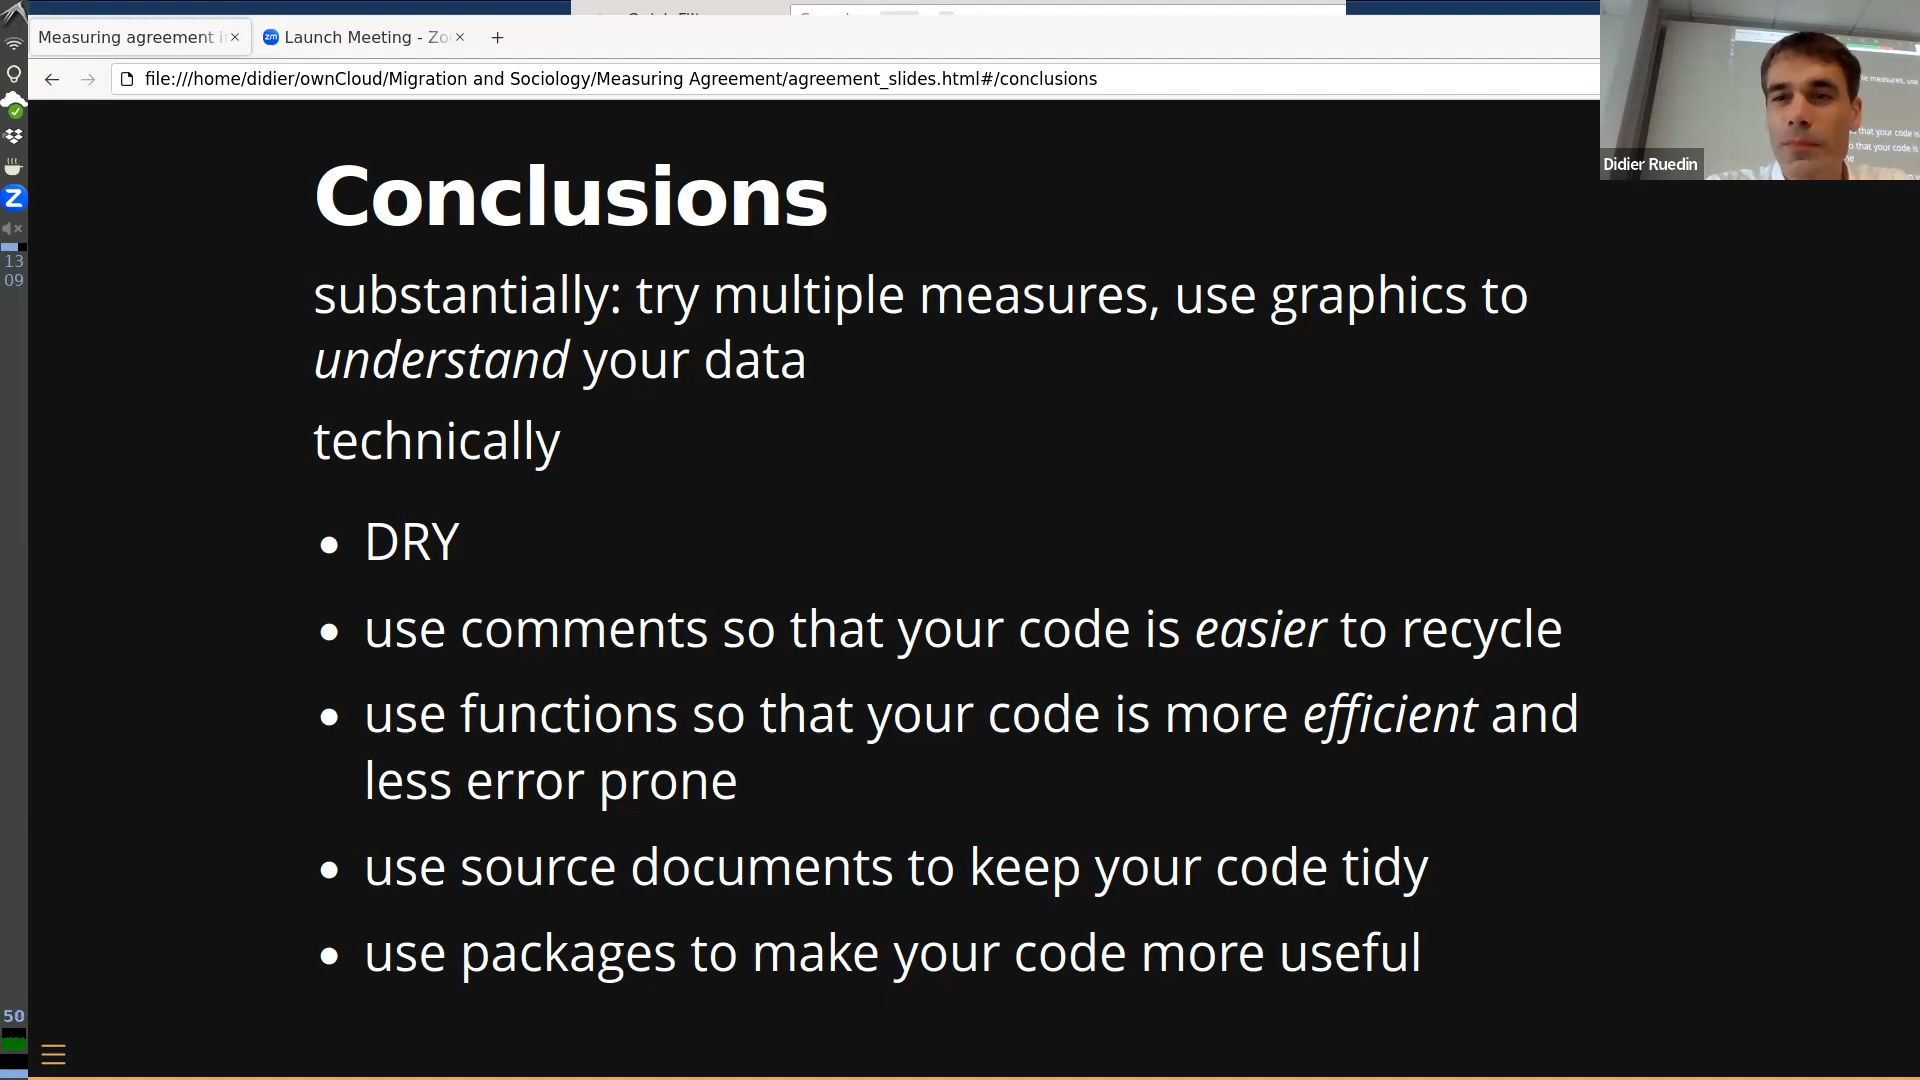 Measuring agreement i
Launch Meeting - Zo
file:///home/didier/ownCloud/Migration and Sociology/Measuring Agreement/agreement_slides.html#/conclusions
Didier Ruedin
Conclusions
substantially: try multiple measures, use graphics to
understand your data
technically
• DRY
• use comments so that your code is easier to recycle
• use functions so that your code is more efficient and
less error prone
• use source documents to keep your code tidy
• use packages to make your code more useful
13
09
50